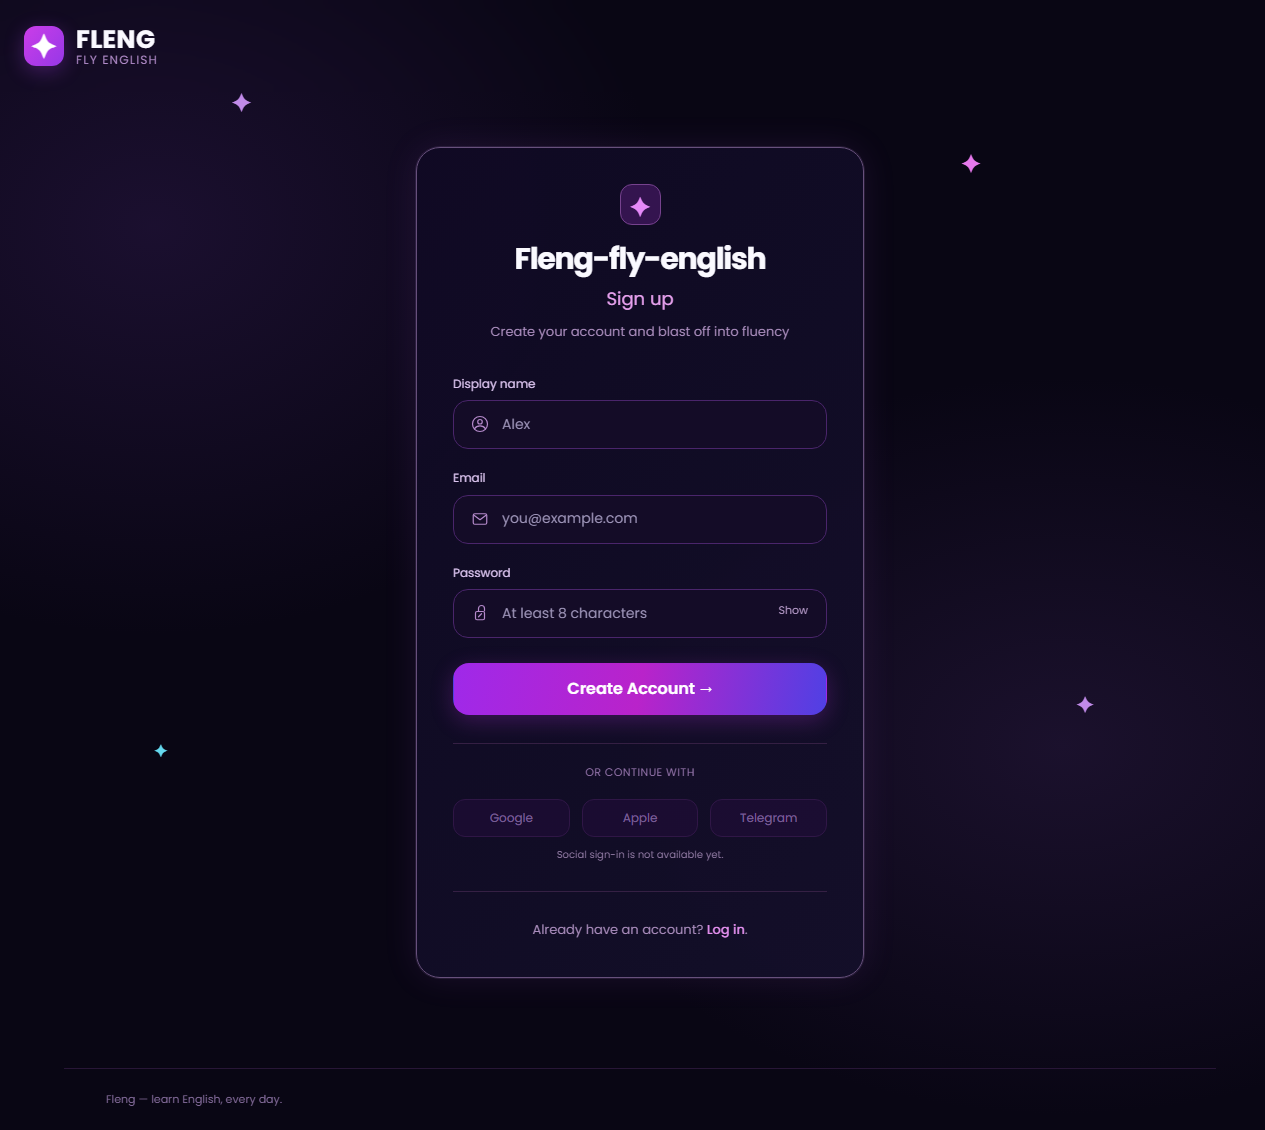 FLENG
FLY ENGLISH
Fleng-fly-english
Sign up
Create your account and blast off into fluency
Display name
Alex
Email
you@example.com
Password
At least 8 characters
Show
Create Account →
OR CONTINUE WITH
Google
Apple
Telegram
Social sign-in is not available yet.
Already have an account? Log in.
Fleng — learn English, every day.